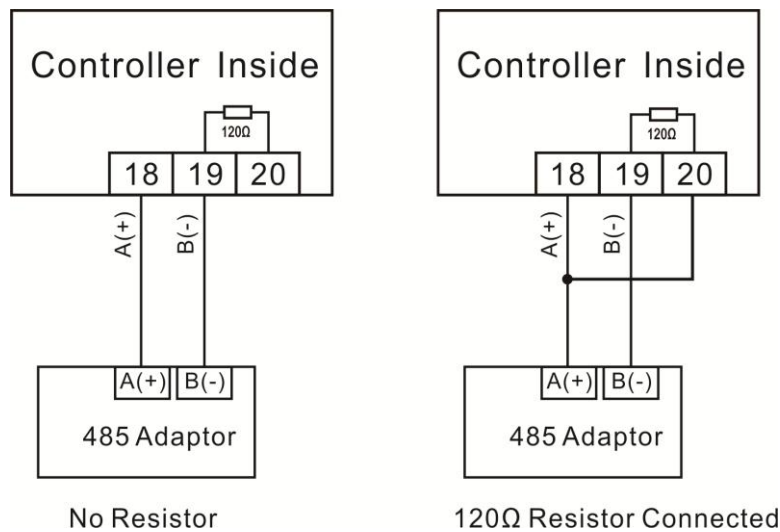 Controller Inside
120Ω
18 19 20
A(+)
B(-)
A(+) B(-)
485 Adaptor
No Resistor
Controller Inside
120Ω
18 19 20
A(+)
B(-)
A(+) B(-)
485 Adaptor
120Ω Resistor Connected